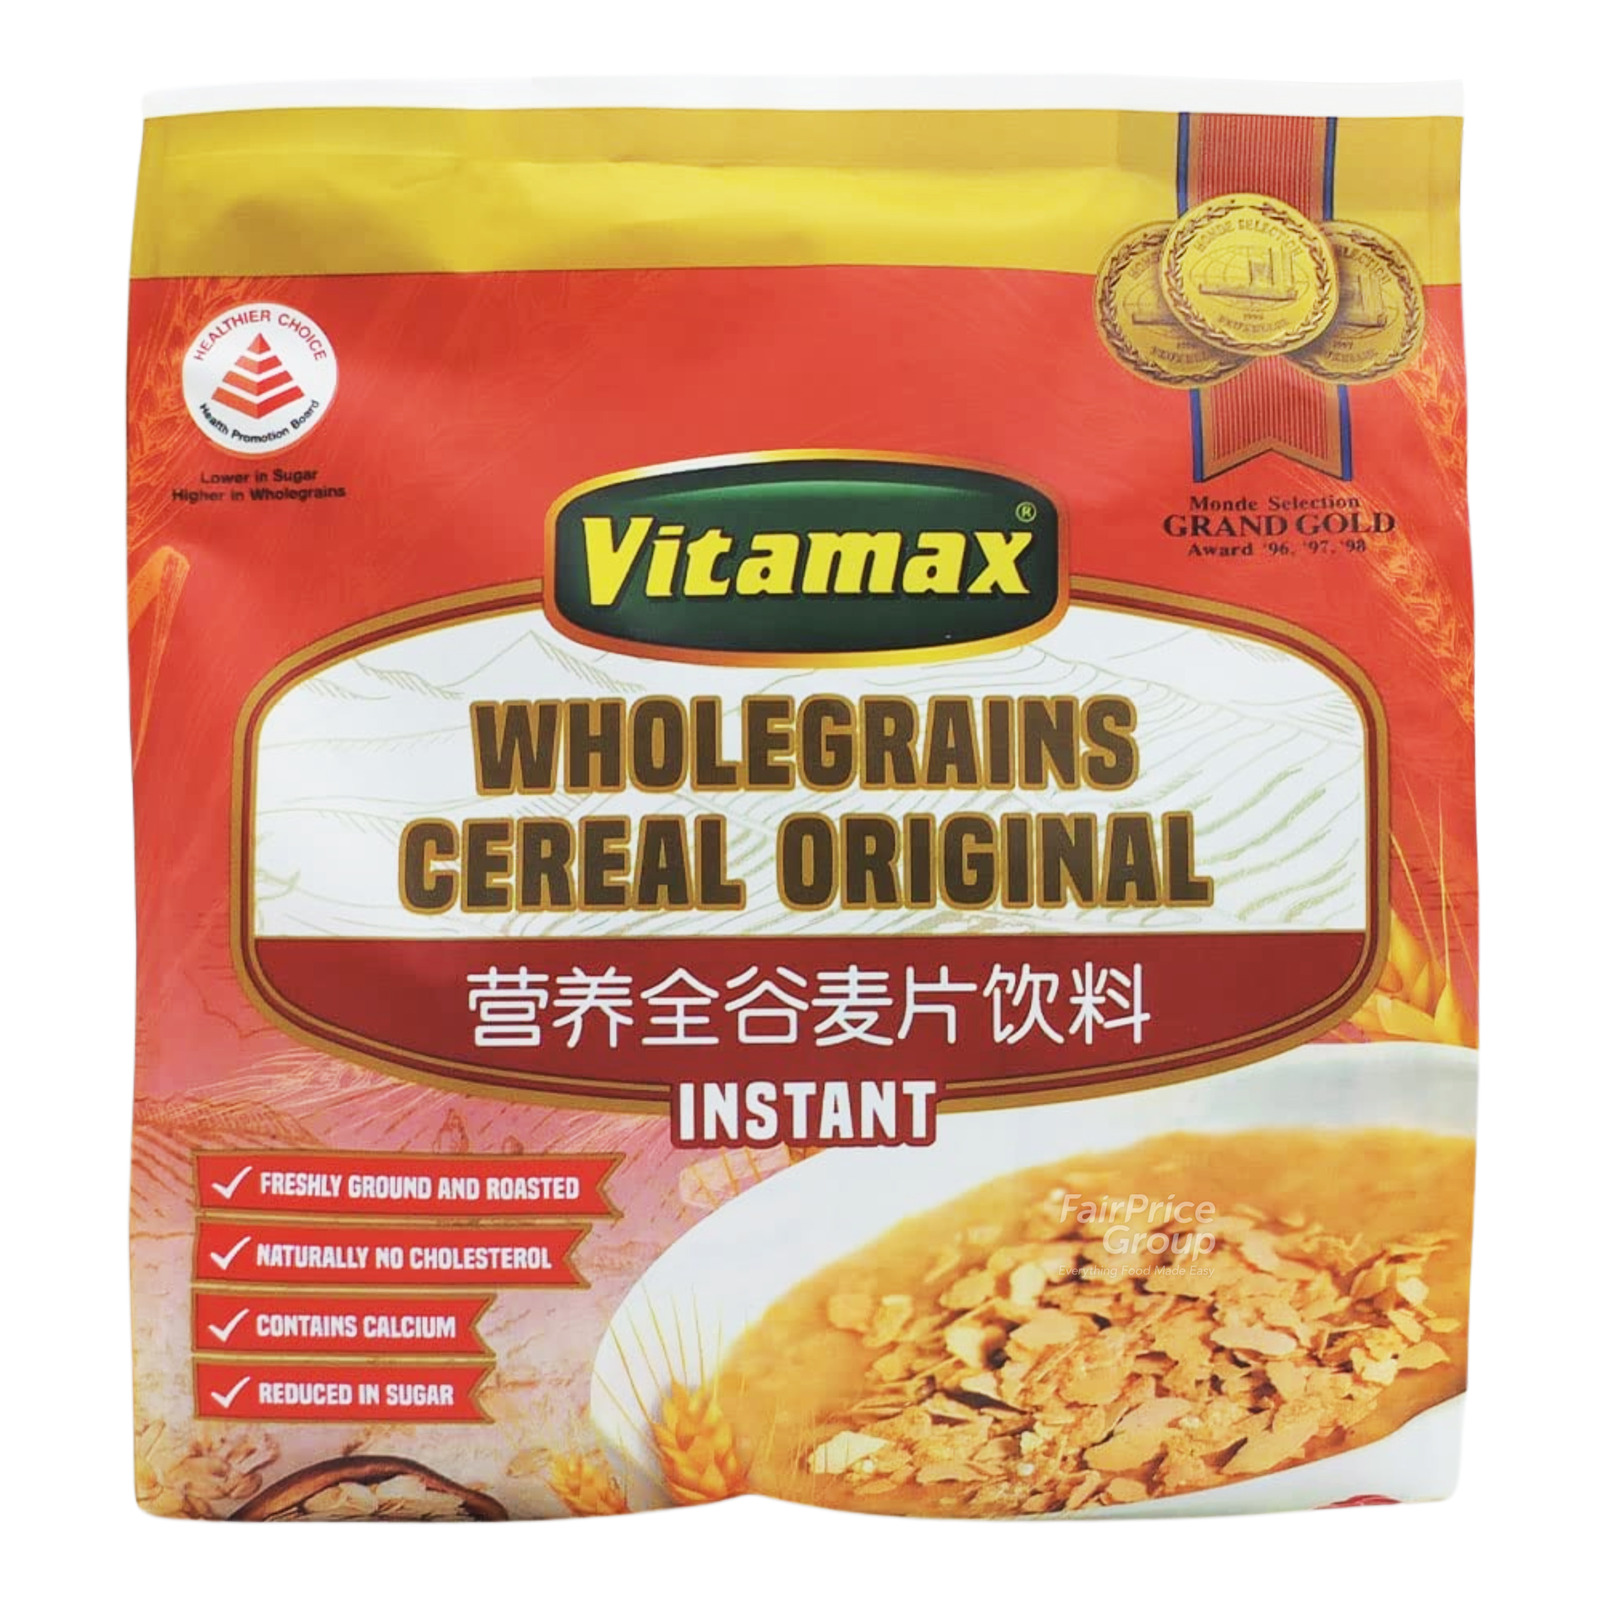 HEALTHIER CHOICE
Health Promotion Board
Lower in Sugar
Higher in Wholegrains
MONDE SELECTION
Monde Selection
GRAND GOLD
Award '96, '97, '98
Vitamax®
WHOLEGRAINS
CEREAL ORIGINAL
营养全谷麦片饮料
INSTANT
FRESHLY GROUND AND ROASTED
NATURALLY NO CHOLESTEROL
CONTAINS CALCIUM
REDUCED IN SUGAR
FairPrice
Group
Everything Food Made Easy